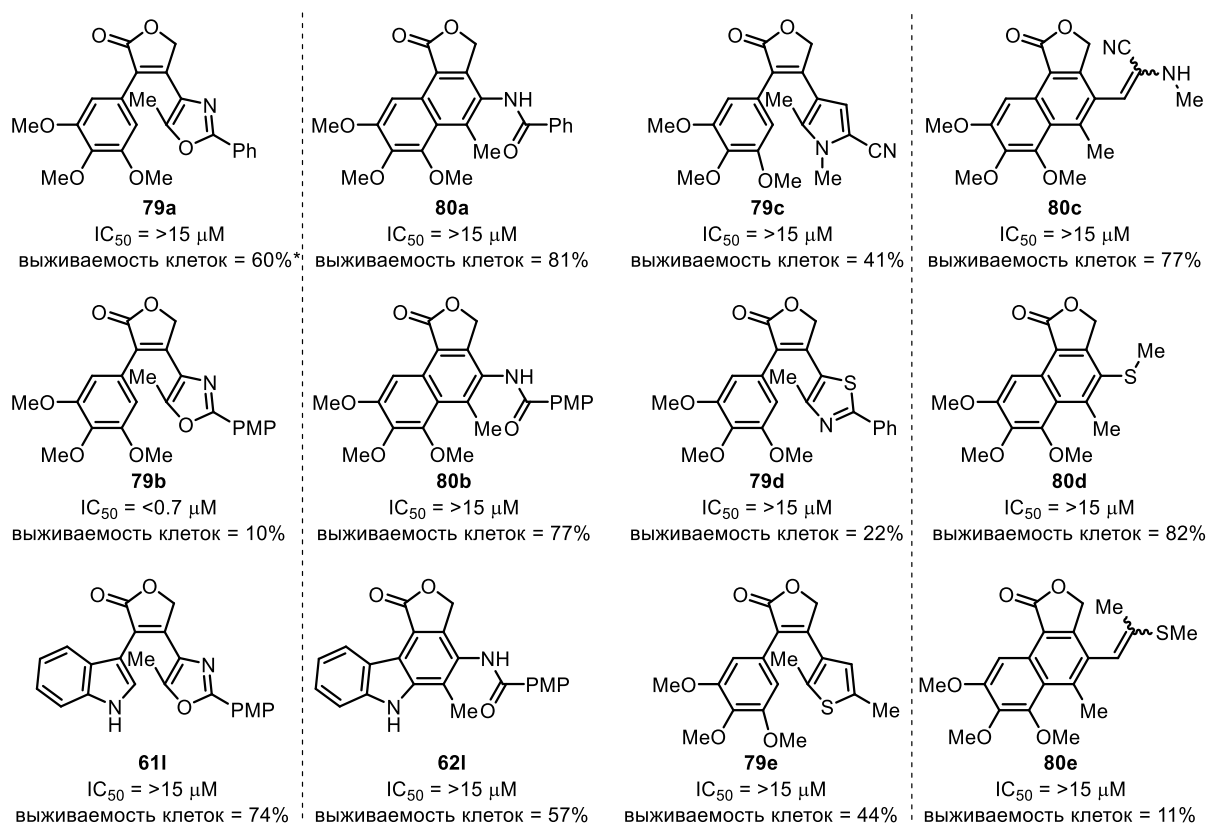 O
O
Me
N
O
Ph
MeO
MeO OMe
79a
IC50 = >15 μM
выживаемость клеток = 60%*
O
O
NH
O
Ph
Me
MeO
MeO OMe
80a
IC50 = >15 μM
выживаемость клеток = 81%
O
O
Me
N
Me
CN
MeO
MeO
OMe
79c
IC50 = >15 μM
выживаемость клеток = 41%
O
O
CN
NH
Me
MeO
Me
MeO OMe
80c
IC50 = >15 μM
выживаемость клеток = 77%
O
O
Me
N
O
PMP
MeO
MeO OMe
79b
IC50 = <0.7 μM
выживаемость клеток = 10%
O
O
NH
PMP
O
Me
MeO
MeO OMe
80b
IC50 = >15 μM
выживаемость клеток = 77%
O
O
Me
S
N
Ph
MeO
MeO OMe
79d
IC50 = >15 μM
выживаемость клеток = 22%
O
O
Me
S
Me
MeO
MeO OMe
80d
IC50 = >15 μM
выживаемость клеток = 82%
O
O
Me
N
O
PMP
N
H
61l
IC50 = >15 μM
выживаемость клеток = 74%
O
O
NH
PMP
O
Me
N
H
62l
IC50 = >15 μM
выживаемость клеток = 57%
O
O
Me
S
Me
MeO
MeO
OMe
79e
IC50 = >15 μM
выживаемость клеток = 44%
O
O
Me
SMe
Me
MeO
MeO OMe
80e
IC50 = >15 μM
выживаемость клеток = 11%